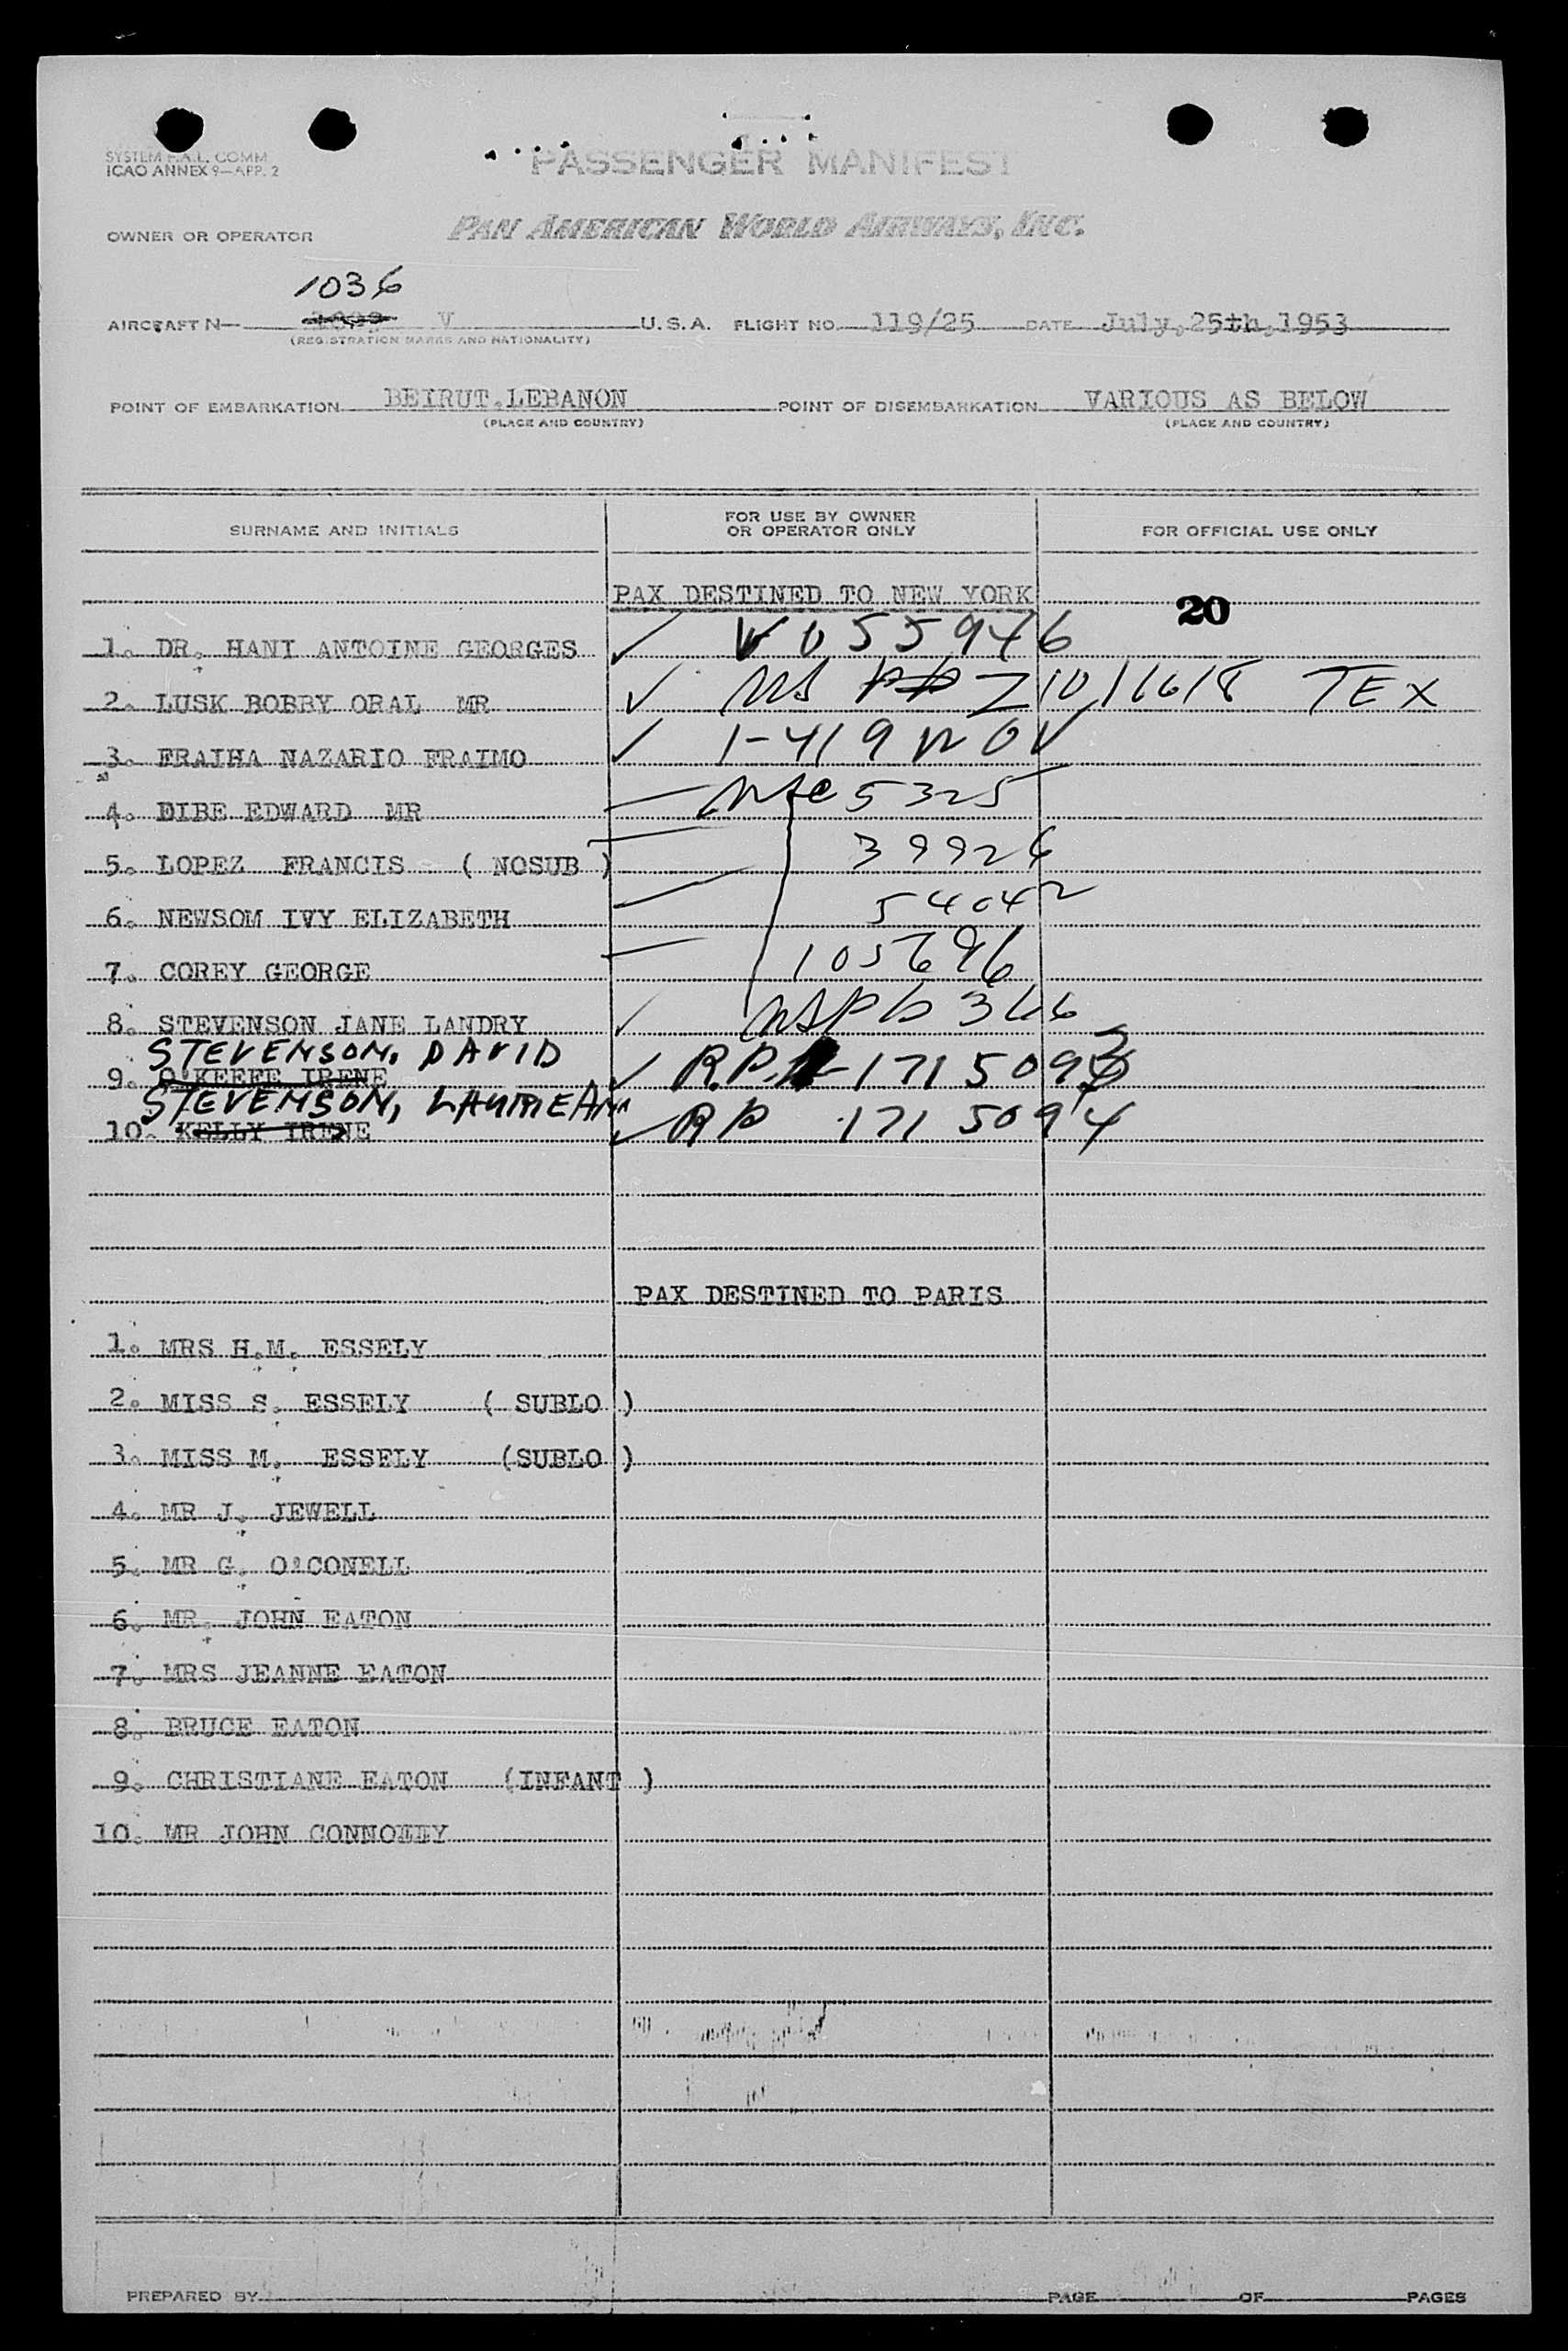 SYSTEM F.A.L. COMM
ICAO ANNEX 9—APP. 2
PASSENGER MANIFEST
OWNER OR OPERATOR PAN AMERICAN WORLD AIRWAYS, INC.
1036
AIRCRAFT N— V U.S.A. FLIGHT NO. 119/25 DATE July,25th,1953
(REGISTRATION MARKS AND NATIONALITY)
POINT OF EMBARKATION BEIRUT.LEBANON POINT OF DISEMBARKATION VARIOUS AS BELOW
(PLACE AND COUNTRY) (PLACE AND COUNTRY)
SURNAME AND INITIALS FOR USE BY OWNER OR OPERATOR ONLY FOR OFFICIAL USE ONLY
PAX DESTINED TO NEW YORK 20
1. DR. HANI ANTOINE GEORGES ✓ V 055946
2. LUSK BOBBY ORAL MR ✓ Z1011618 TEX
3. FRAIHA NAZARIO FRAIMO ✓ 1-419
4. DIBE EDWARD MR — 5325
5. LOPEZ FRANCIS ( NOSUB ) — 39926
6. NEWSOM IVY ELIZABETH — 54042
7. COREY GEORGE — 105696
8. STEVENSON JANE LANDRY ✓
STEVENSON, DAVID
9. O'KEEFE IRENE ✓ R.P. 1715093
STEVENSON, LAURIE ANN
10. KELLY IRENE ✓ RP 1715094
PAX DESTINED TO PARIS
1. MRS H.M. ESSELY
2. MISS S. ESSELY ( SUBLO )
3. MISS M. ESSELY (SUBLO )
4. MR J. JEWELL
5. MR G. O'CONELL
6. MR. JOHN EATON
7. MRS JEANNE EATON
8. BRUCE EATON
9. CHRISTIANE EATON (INFANT )
10. MR JOHN
PREPARED BY PAGE OF PAGES